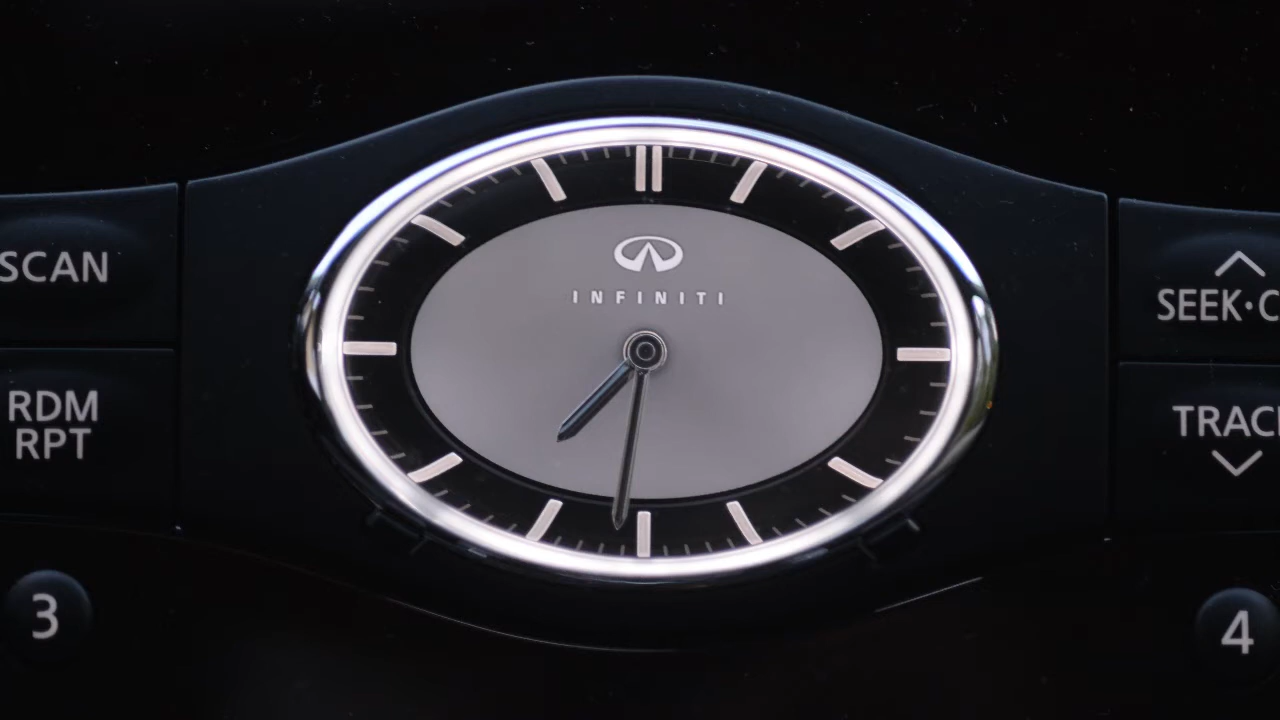 SCAN
INFINITI
SEEK·C
RDM
RPT
TRAC
3
4